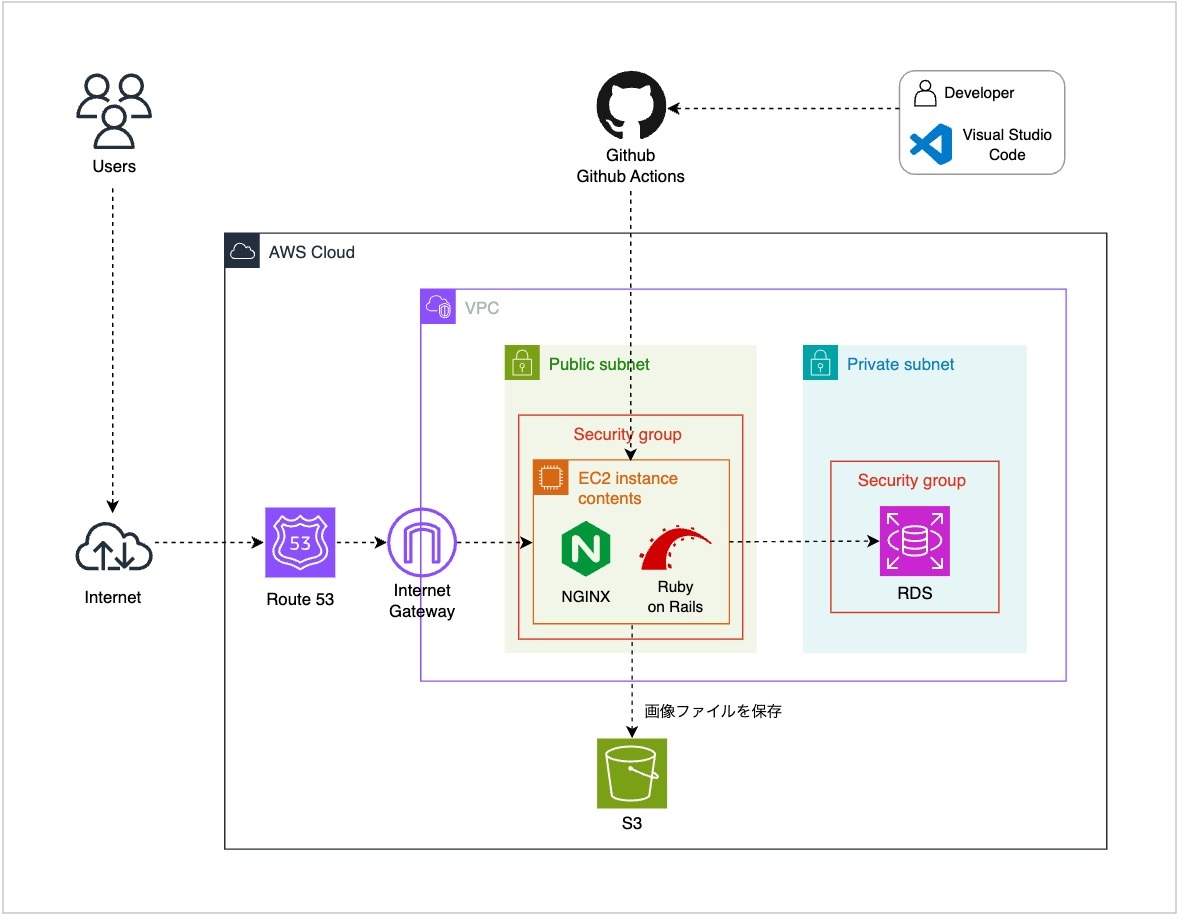 Users
Github
Github Actions
Developer
Visual Studio
Code
AWS Cloud
VPC
Public subnet
Private subnet
Security group
EC2 instance
contents
Security group
53
N
NGINX
Ruby
on Rails
RDS
Internet
Route 53
Internet
Gateway
画像ファイルを保存
S3